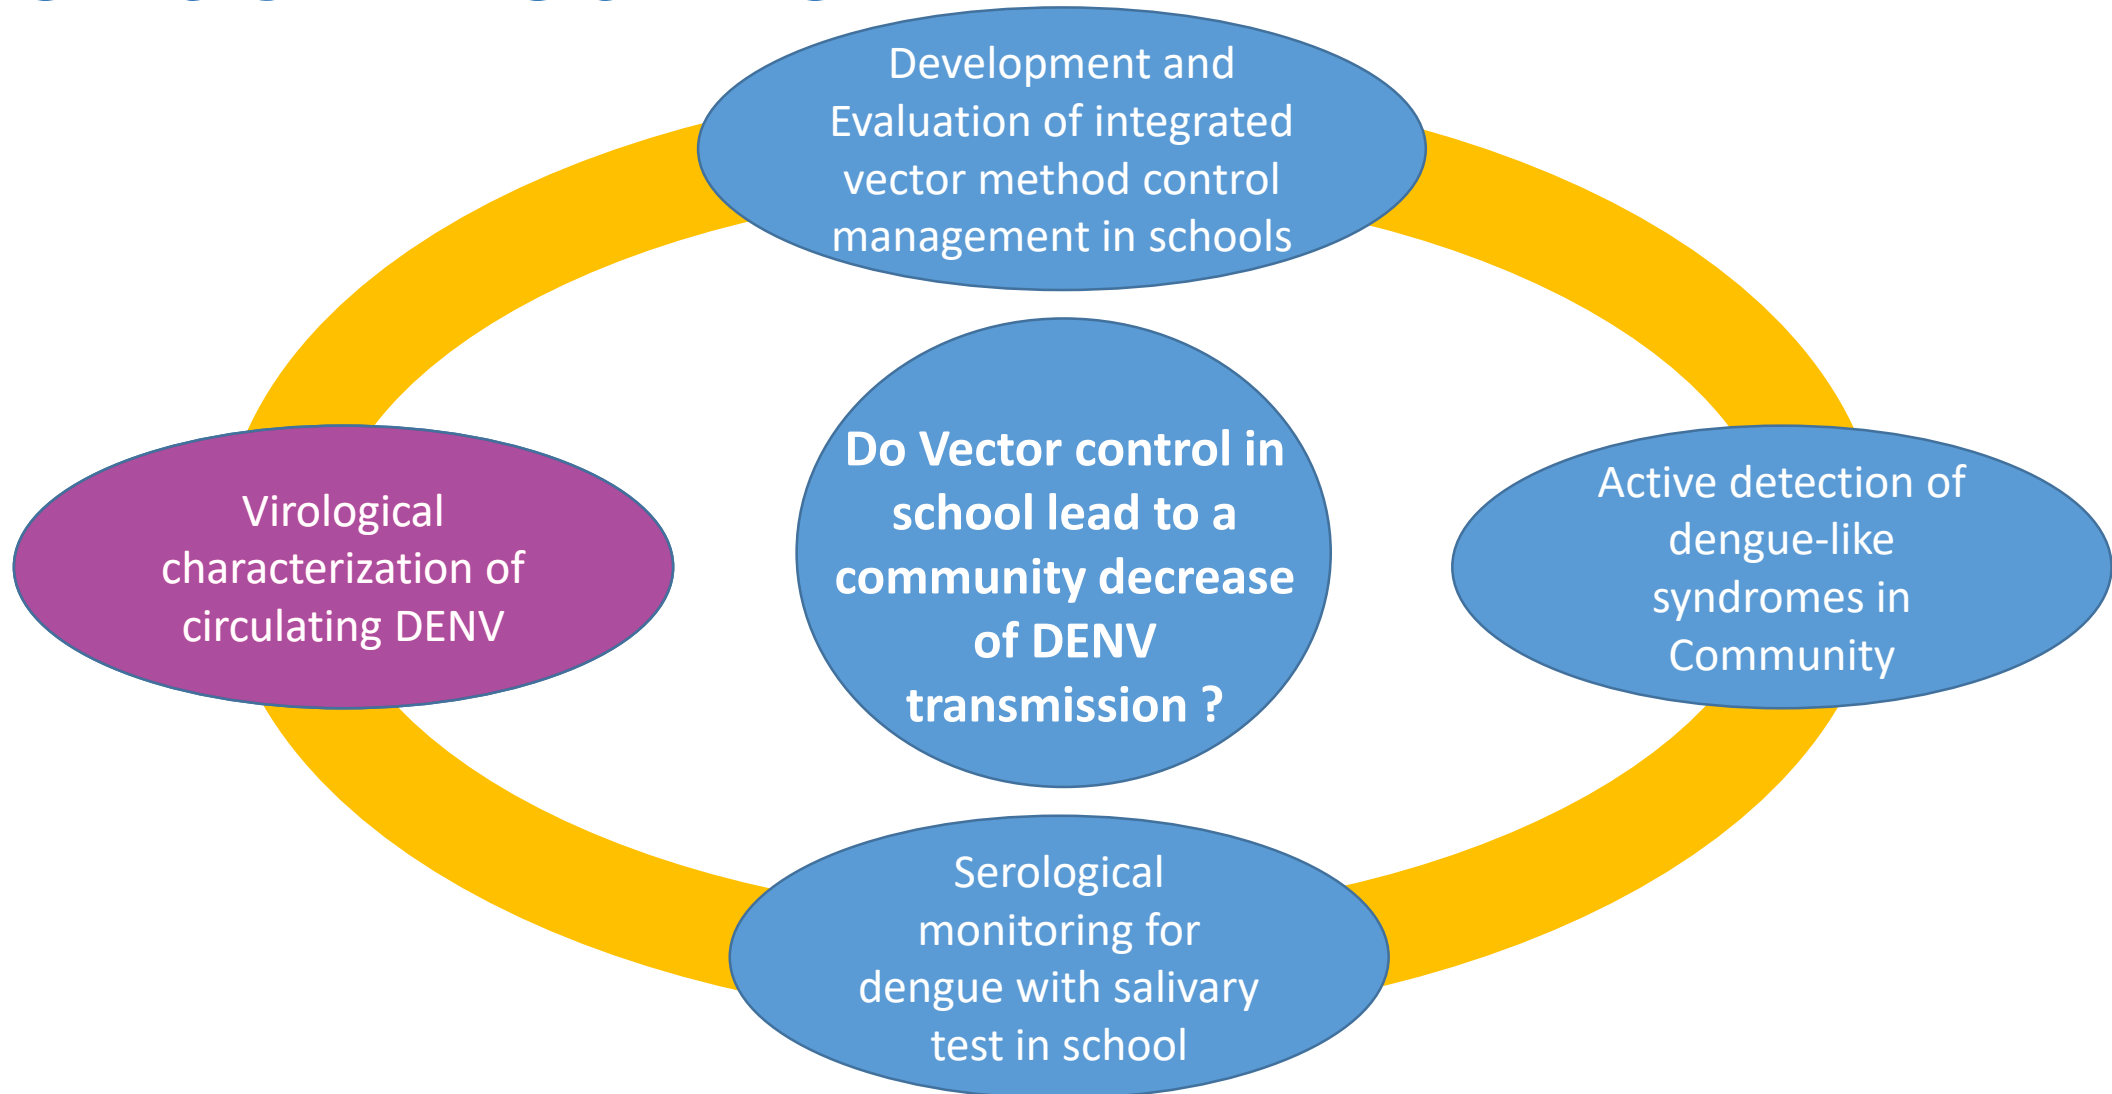 Development and
Evaluation of integrated
vector method control
management in schools
Do Vector control in
school lead to a
community decrease
of DENV
transmission ?
Virological
characterization of
circulating DENV
Active detection of
dengue-like
syndromes in
Community
Serological
monitoring for
dengue with salivary
test in school